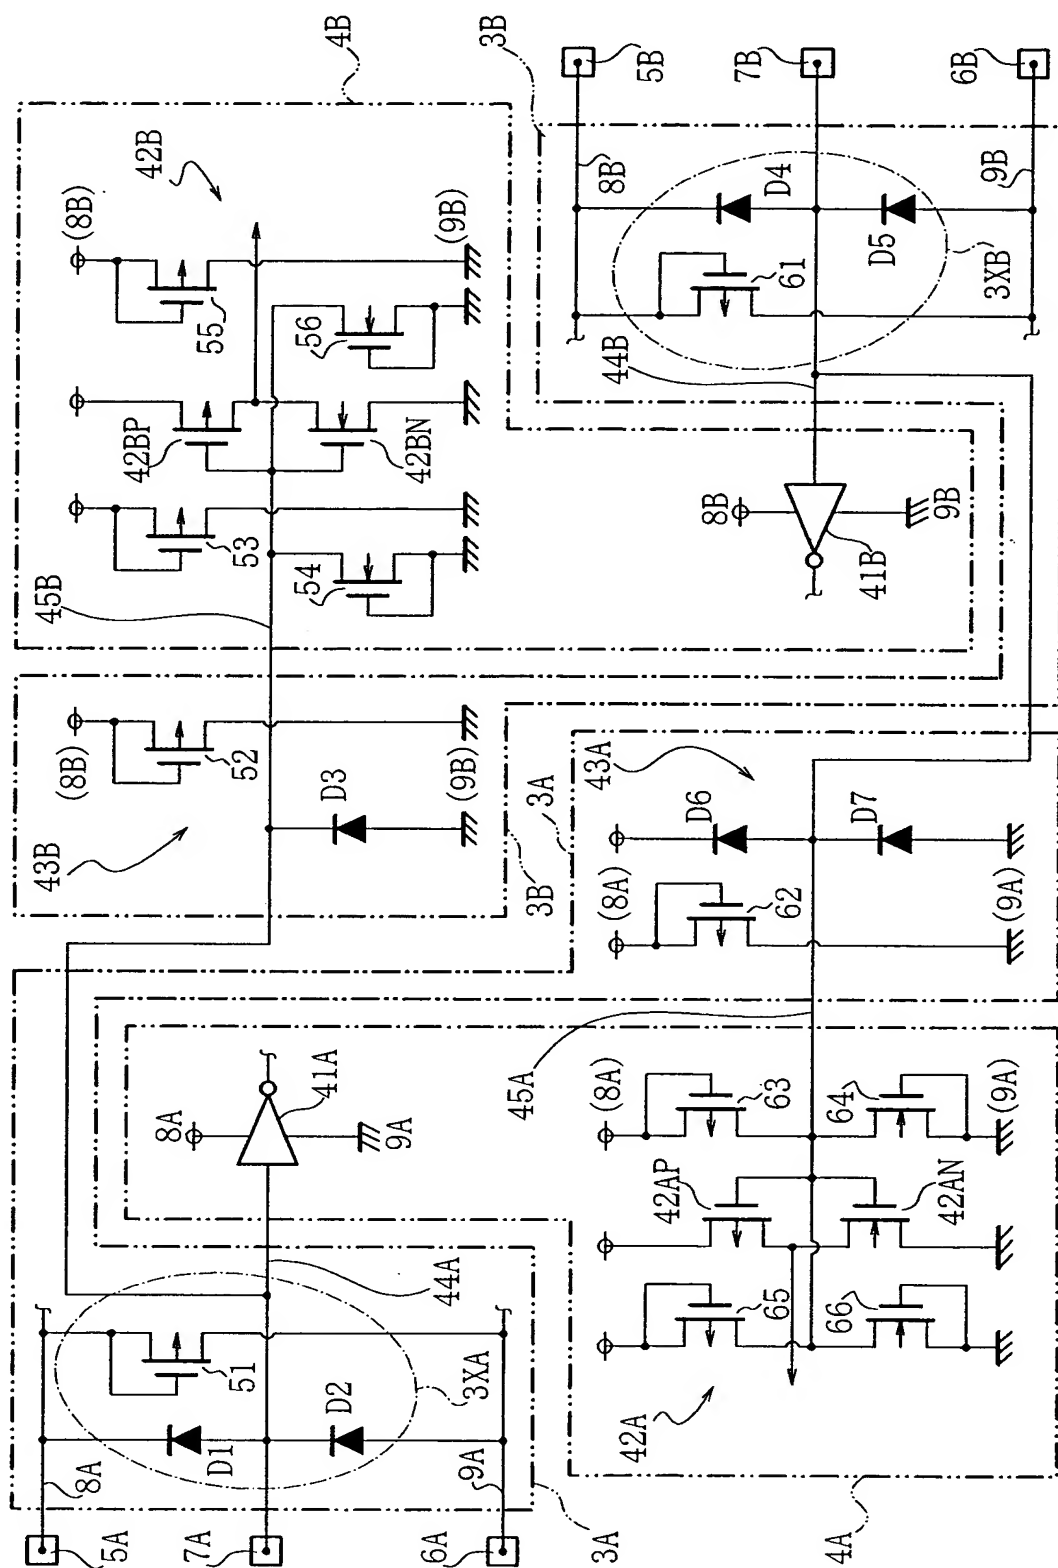 43B
45B
8A
(8B)
(8B)
5A
42BP
42B
8A
7A
D1
51
52
53
55
41A
D3
54
56
4B
D2
44A
9A
42BN
3XA
6A
9A
(9B)
(9B)
3B
3B
3A
3A
43A
(8A)
(8A)
8B
42A
5B
42AP
D6
8B
45A
65
63
62
44B
61
D4
7B
66
64
4A
D7
41B
D5
42AN
9B
6B
(9A)
(9A)
3XB
9B